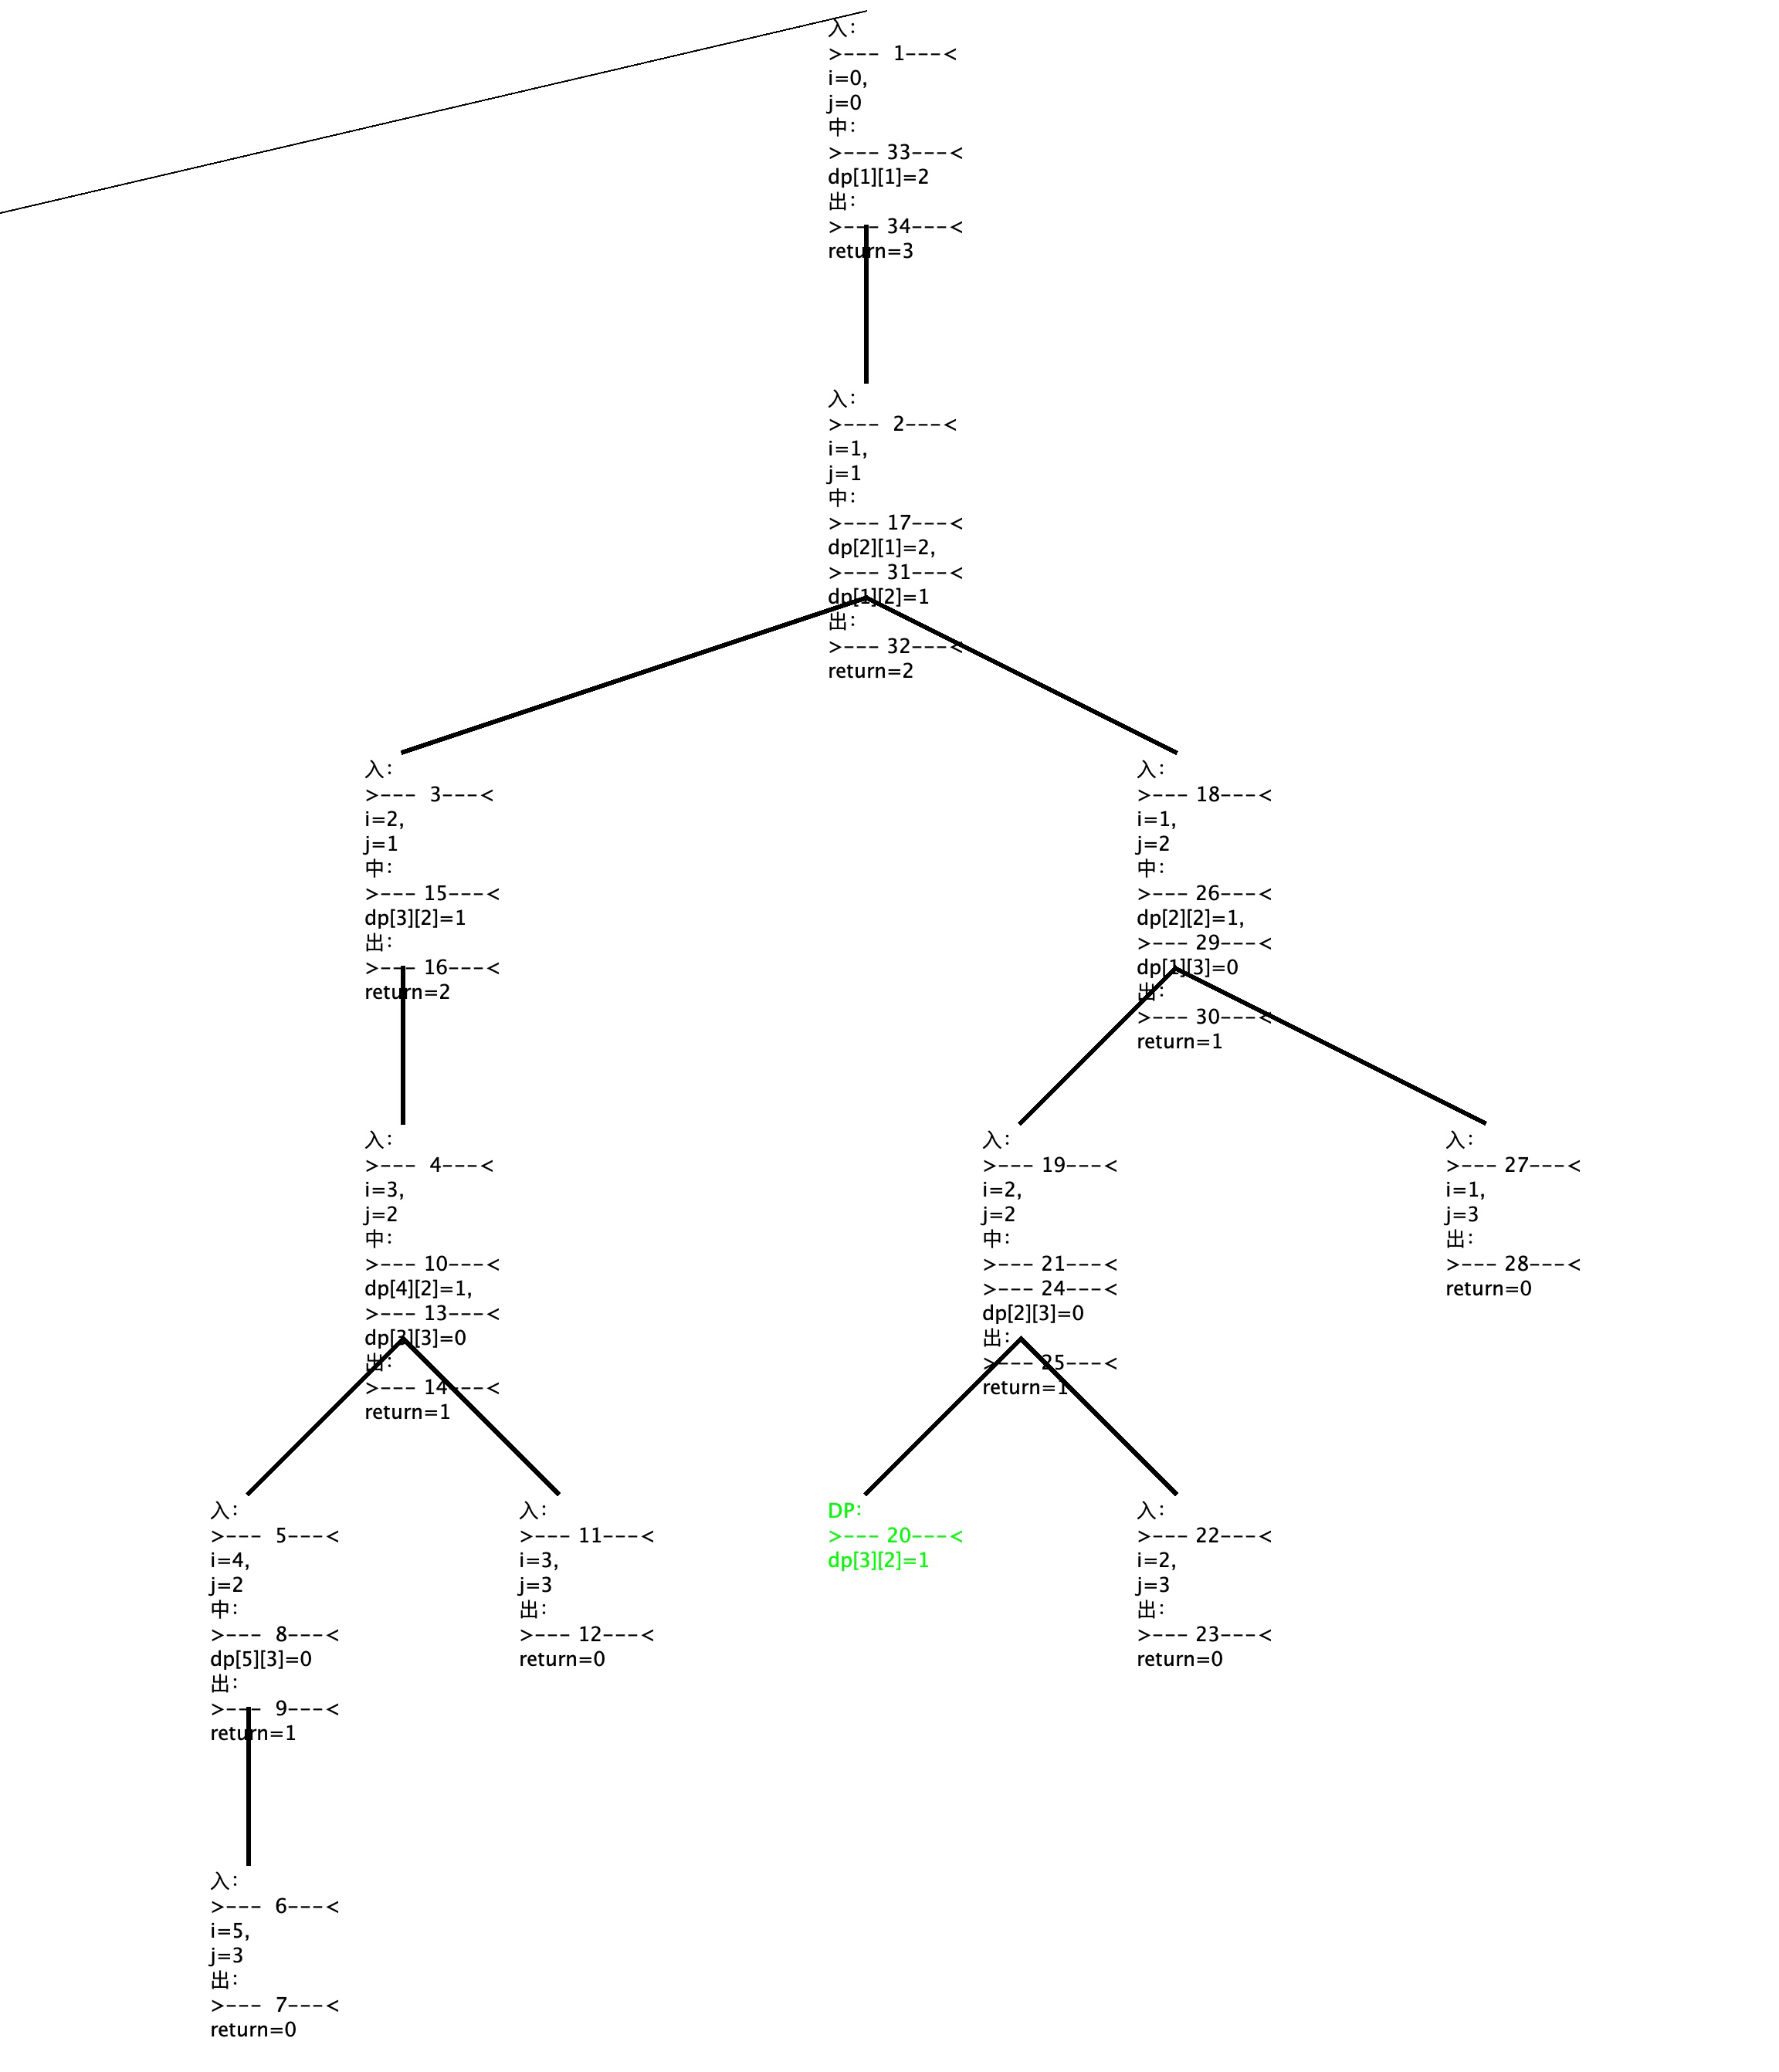 入:
>--- 1---<
i=0,
j=0
中:
>--- 33---<
dp[1][1]=2
出:
>--- 34---<
return=3
入:
>--- 2---<
i=1,
j=1
中:
>--- 17---<
dp[2][1]=2,
>--- 31---<
dp[1][2]=1
出:
>--- 32---<
return=2
入:
>--- 3---<
i=2,
j=1
中:
>--- 15---<
dp[3][2]=1
出:
>--- 16---<
return=2
入:
>--- 18---<
i=1,
j=2
中:
>--- 26---<
dp[2][2]=1,
>--- 29---<
dp[1][3]=0
出:
>--- 30---<
return=1
入:
>--- 4---<
i=3,
j=2
中:
>--- 10---<
dp[4][2]=1,
>--- 13---<
dp[3][3]=0
出:
>--- 14---<
return=1
入:
>--- 19---<
i=2,
j=2
中:
>--- 21---<
>--- 24---<
dp[2][3]=0
出:
>--- 25---<
return=1
入:
>--- 27---<
i=1,
j=3
出:
>--- 28---<
return=0
入:
>--- 5---<
i=4,
j=2
中:
>--- 8---<
dp[5][3]=0
出:
>--- 9---<
return=1
入:
>--- 11---<
i=3,
j=3
出:
>--- 12---<
return=0
DP:
>--- 20---<
dp[3][2]=1
入:
>--- 22---<
i=2,
j=3
出:
>--- 23---<
return=0
入:
>--- 6---<
i=5,
j=3
出:
>--- 7---<
return=0